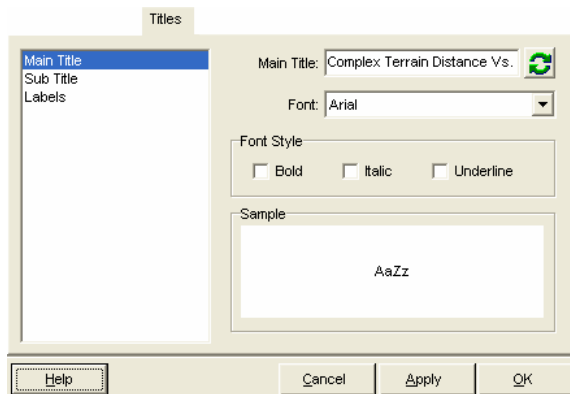 Titles
Main Title
Sub Title
Labels
Main Title: Complex Terrain Distance Vs.
Font: Arial
Font Style
Bold Italic Underline
Sample
AaZz
Help Cancel Apply OK